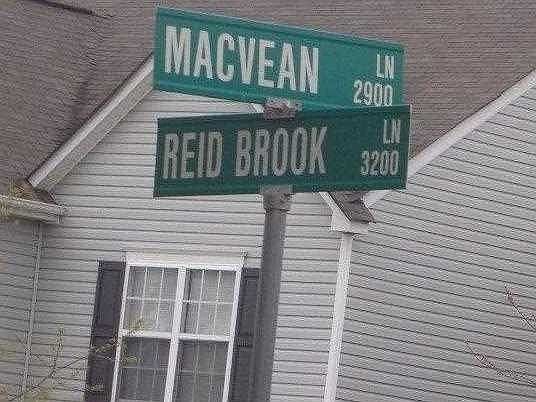 MACVEAN LN
2900
REID BROOK LN
3200